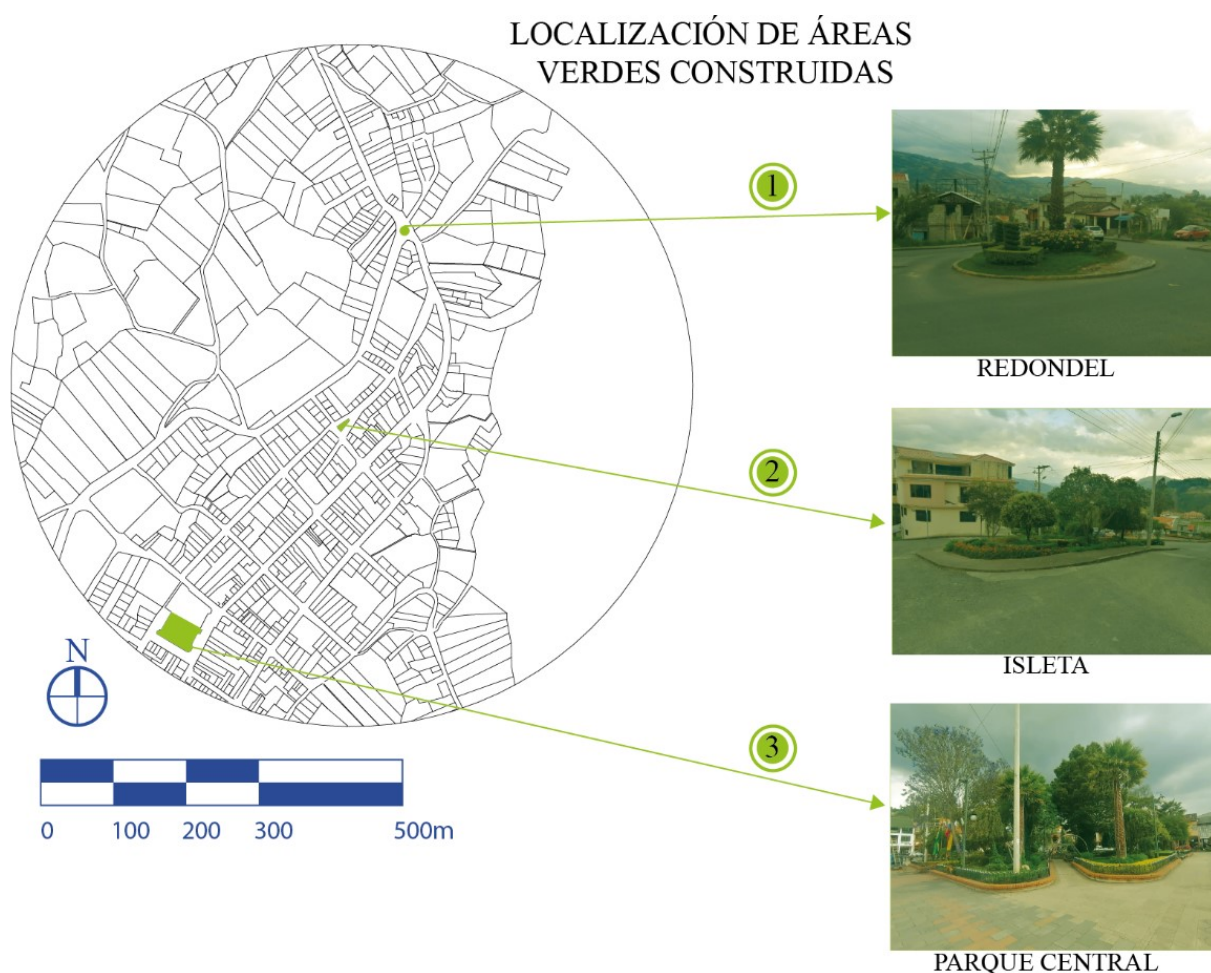 LOCALIZACIÓN DE ÁREAS
VERDES CONSTRUIDAS
1
REDONDEL
2
ISLETA
N
3
0 100 200 300 500m
PARQUE CENTRAL